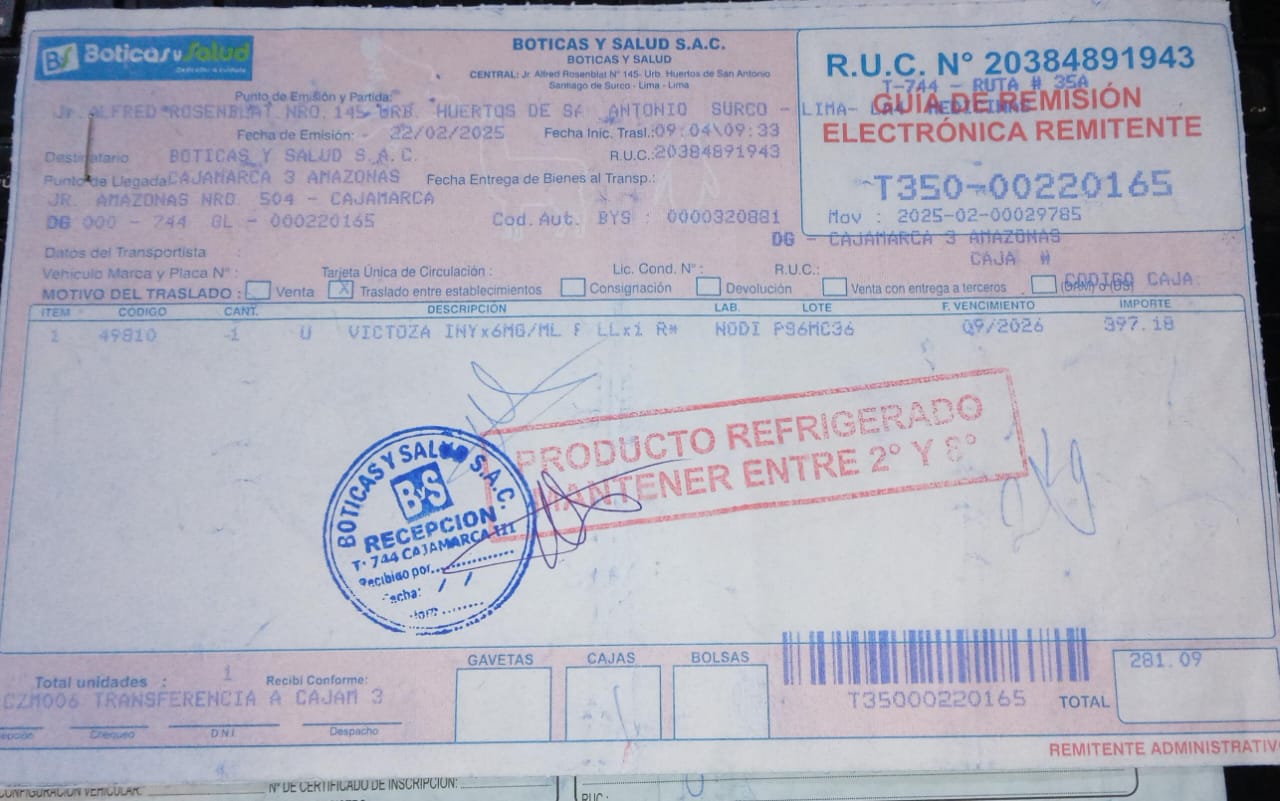 BS Boticas y Salud
BOTICAS Y SALUD S.A.C.
BOTICAS Y SALUD
CENTRAL: Jr. Alfred Rosenblat N° 145- Urb. Huertos de San Antonio
Santiago de Surco - Lima - Lima
R.U.C. N° 20384891943
T-744 - RUTA # 35A
GUÍA DE REMISIÓN
ELECTRÓNICA REMITENTE
T350-00220165
Mov : 2025-02-00029785
Punto de Emisión y Partida:
Jr. ALFRED ROSENBLAT NRO. 145 URB. HUERTOS DE SA ANTONIO SURCO - LIMA- LA4 MEDICINAS
Fecha de Emisión: 22/02/2025 Fecha Inic. Trasl.:09:04\09:33
Destinatario BOTICAS Y SALUD S.A.C. R.U.C.:20384891943
Punto de Llegada CAJAMARCA 3 AMAZONAS Fecha Entrega de Bienes al Transp.:
JR. AMAZONAS NRO. 504 - CAJAMARCA
DG 000 - 744 GL - 000220165 Cod. Aut. BYS : 0000320881
DG - CAJAMARCA 3 AMAZONAS
Datos del Transportista : CAJA #
Vehículo Marca y Placa N° : Tarjeta Única de Circulación : Lic. Cond. N° : R.U.C.: CODIGO CAJA:
MOTIVO DEL TRASLADO : Venta X Traslado entre establecimientos Consignación Devolución Venta con entrega a terceros
ITEM CÓDIGO CANT. DESCRIPCIÓN LAB. LOTE F. VENCIMIENTO IMPORTE
1 49810 -1 U VICTOZA INYx6MG/ML F LLx1 R* NODI PS6MC36 09/2026 397.18
PRODUCTO REFRIGERADO
MANTENER ENTRE 2° Y 8°
BOTICAS Y SALUD S.A.C.
BS
RECEPCION
T- 744 CAJAMARCA III
Recibido por
Fecha: / /
Total unidades : 1 Recibí Conforme:
CZM006 TRANSFERENCIA A CAJAM 3
Chequeo D.N.I Despacho
GAVETAS CAJAS BOLSAS
T35000220165
TOTAL 281.09
REMITENTE ADMINISTRATIV
CONFIGURACIÓN VEHICULAR: N° DE CERTIFICADO DE INSCRIPCIÓN:
RUC: